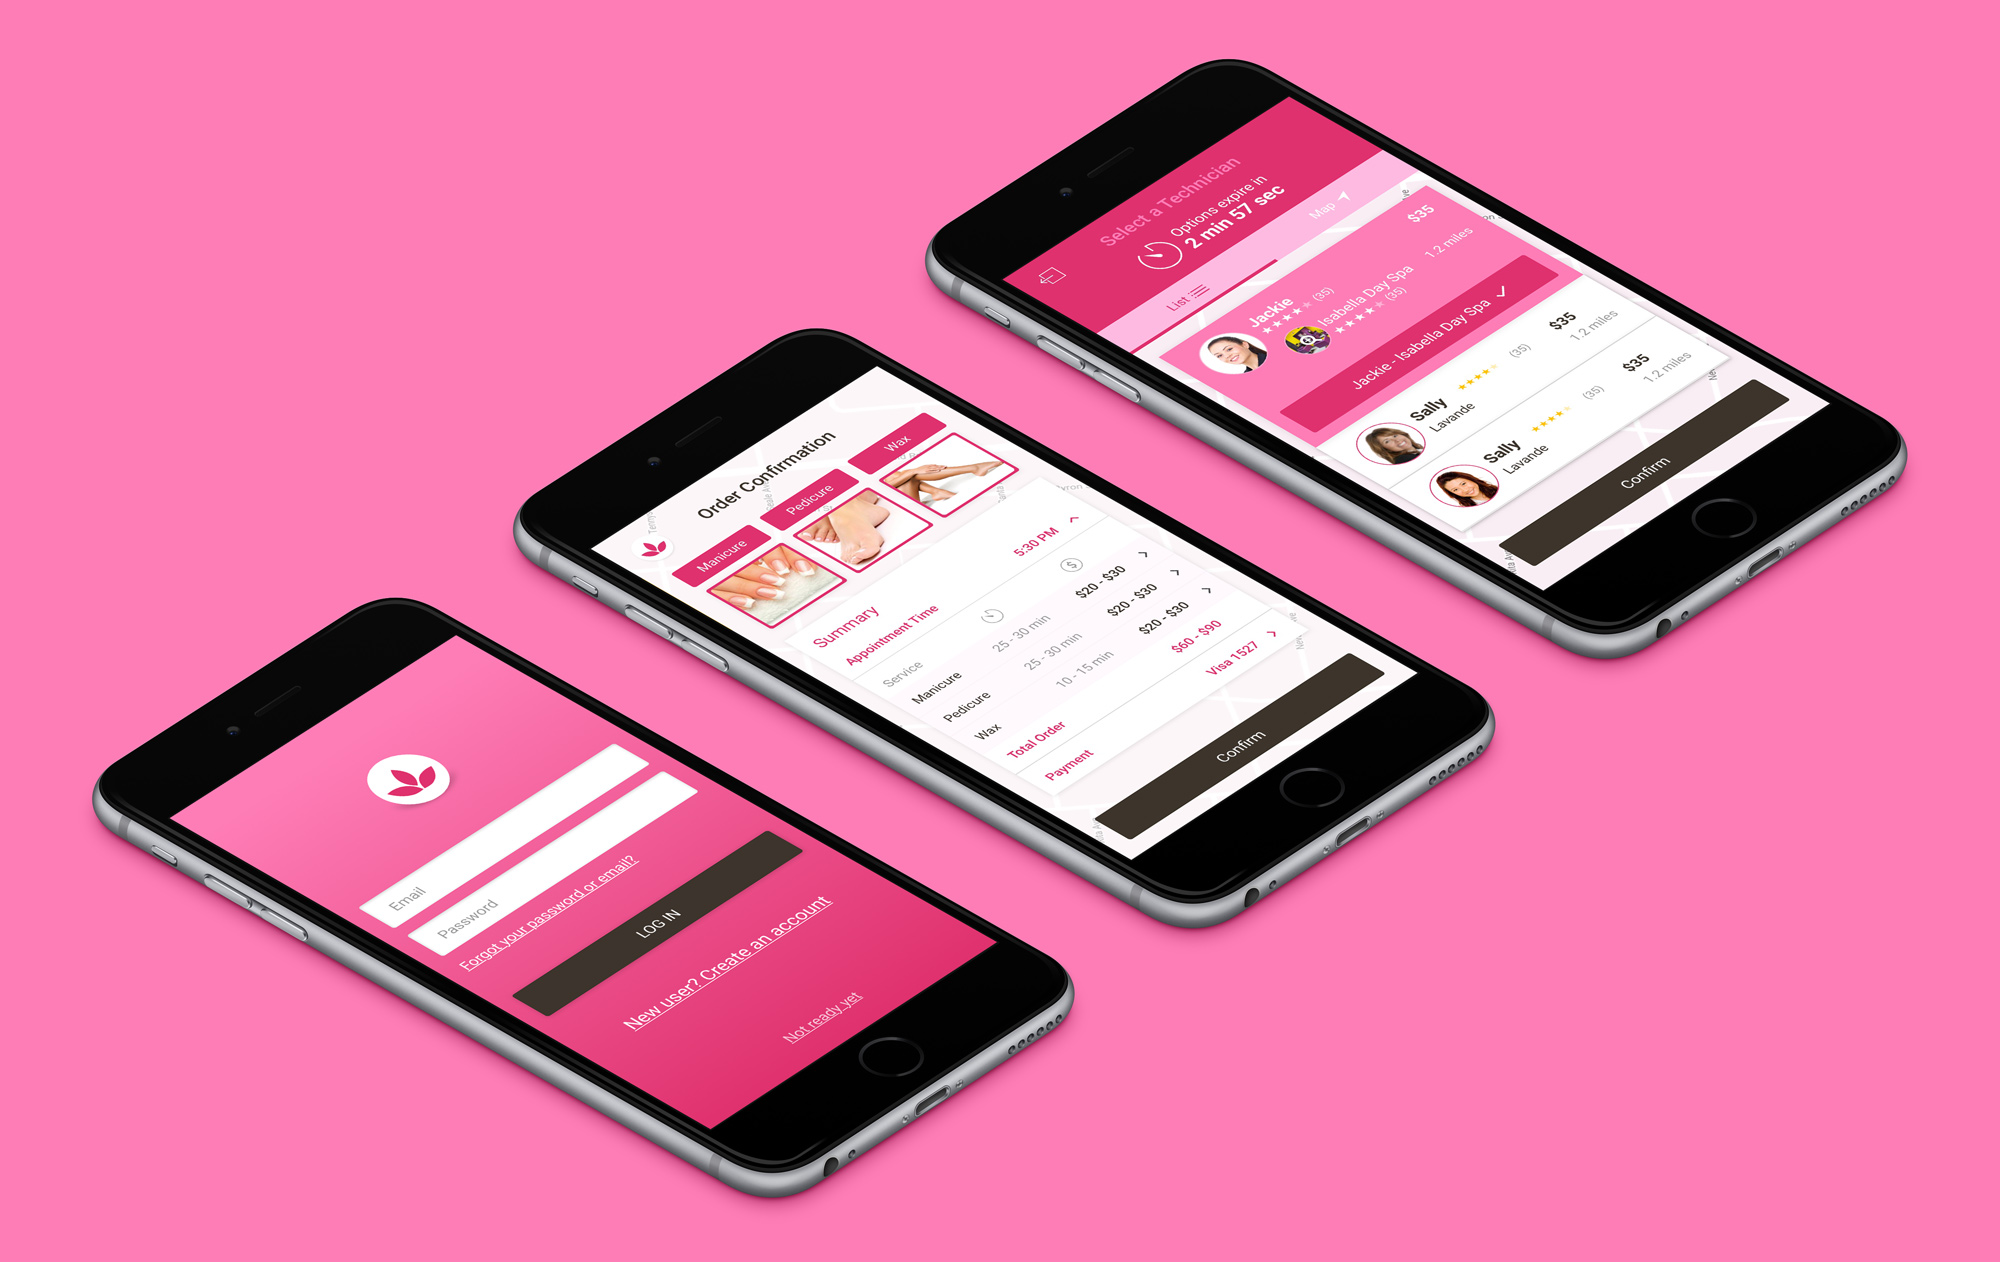 Email
Password
Forgot your password or email?
LOG IN
New user? Create an account
Not ready yet
Order Confirmation
Manicure
Pedicure
Wax
Summary
Appointment Time 5:30 PM
Service $
Manicure 25 - 30 min $20 - $30
Pedicure 25 - 30 min $20 - $30
Wax 10 - 15 min $20 - $30
Total Order $60 - $90
Payment Visa 1527
Confirm
Select a Technician
Options expire in
2 min 57 sec
List
Map
Jackie
(35)
Isabella Day Spa
(35)
$35
1.2 miles
Jackie - Isabella Day Spa
Sally
Lavande
(35)
$35
1.2 miles
Sally
Lavande
(35)
$35
1.2 miles
Confirm